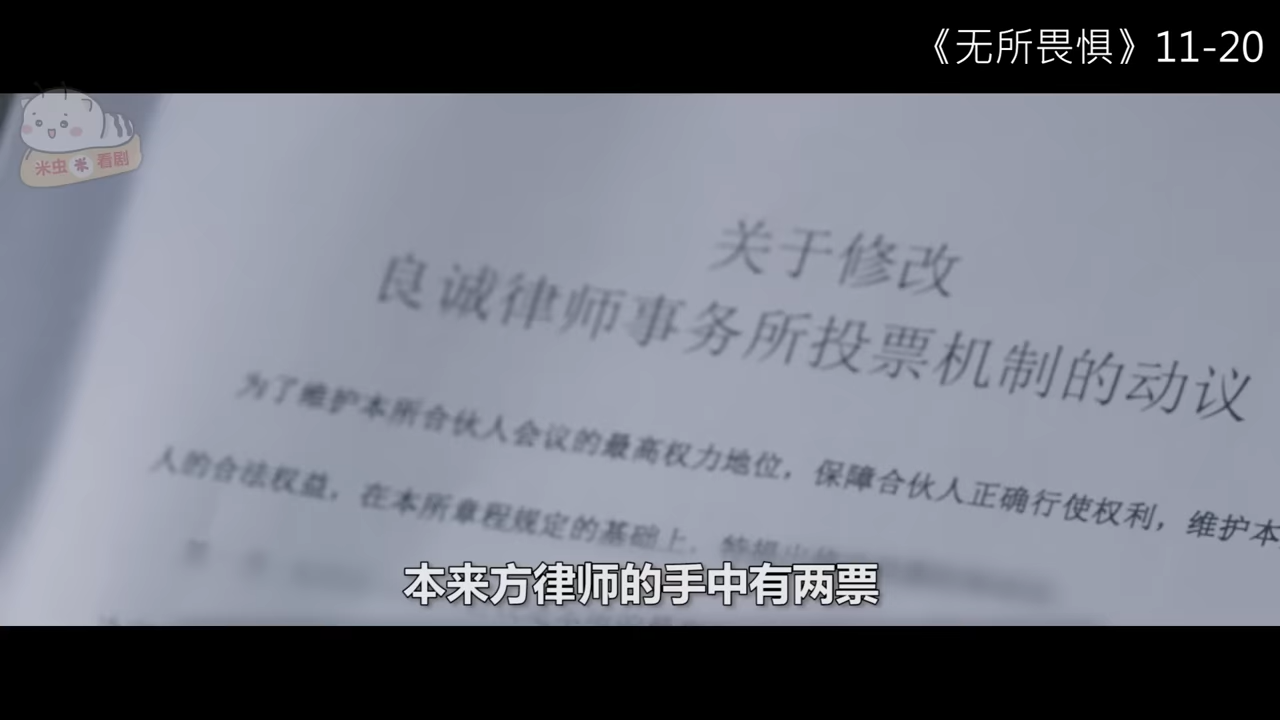 《无所畏惧》11-20
米虫 米 看剧
关于修改
良诚律师事务所投票机制的动议
为了维护本所合伙人会议的最高权力地位，保障合伙人正确行使权利，维护本
人的合法权益，在本所章程规定的基础上，
本来方律师的手中有两票